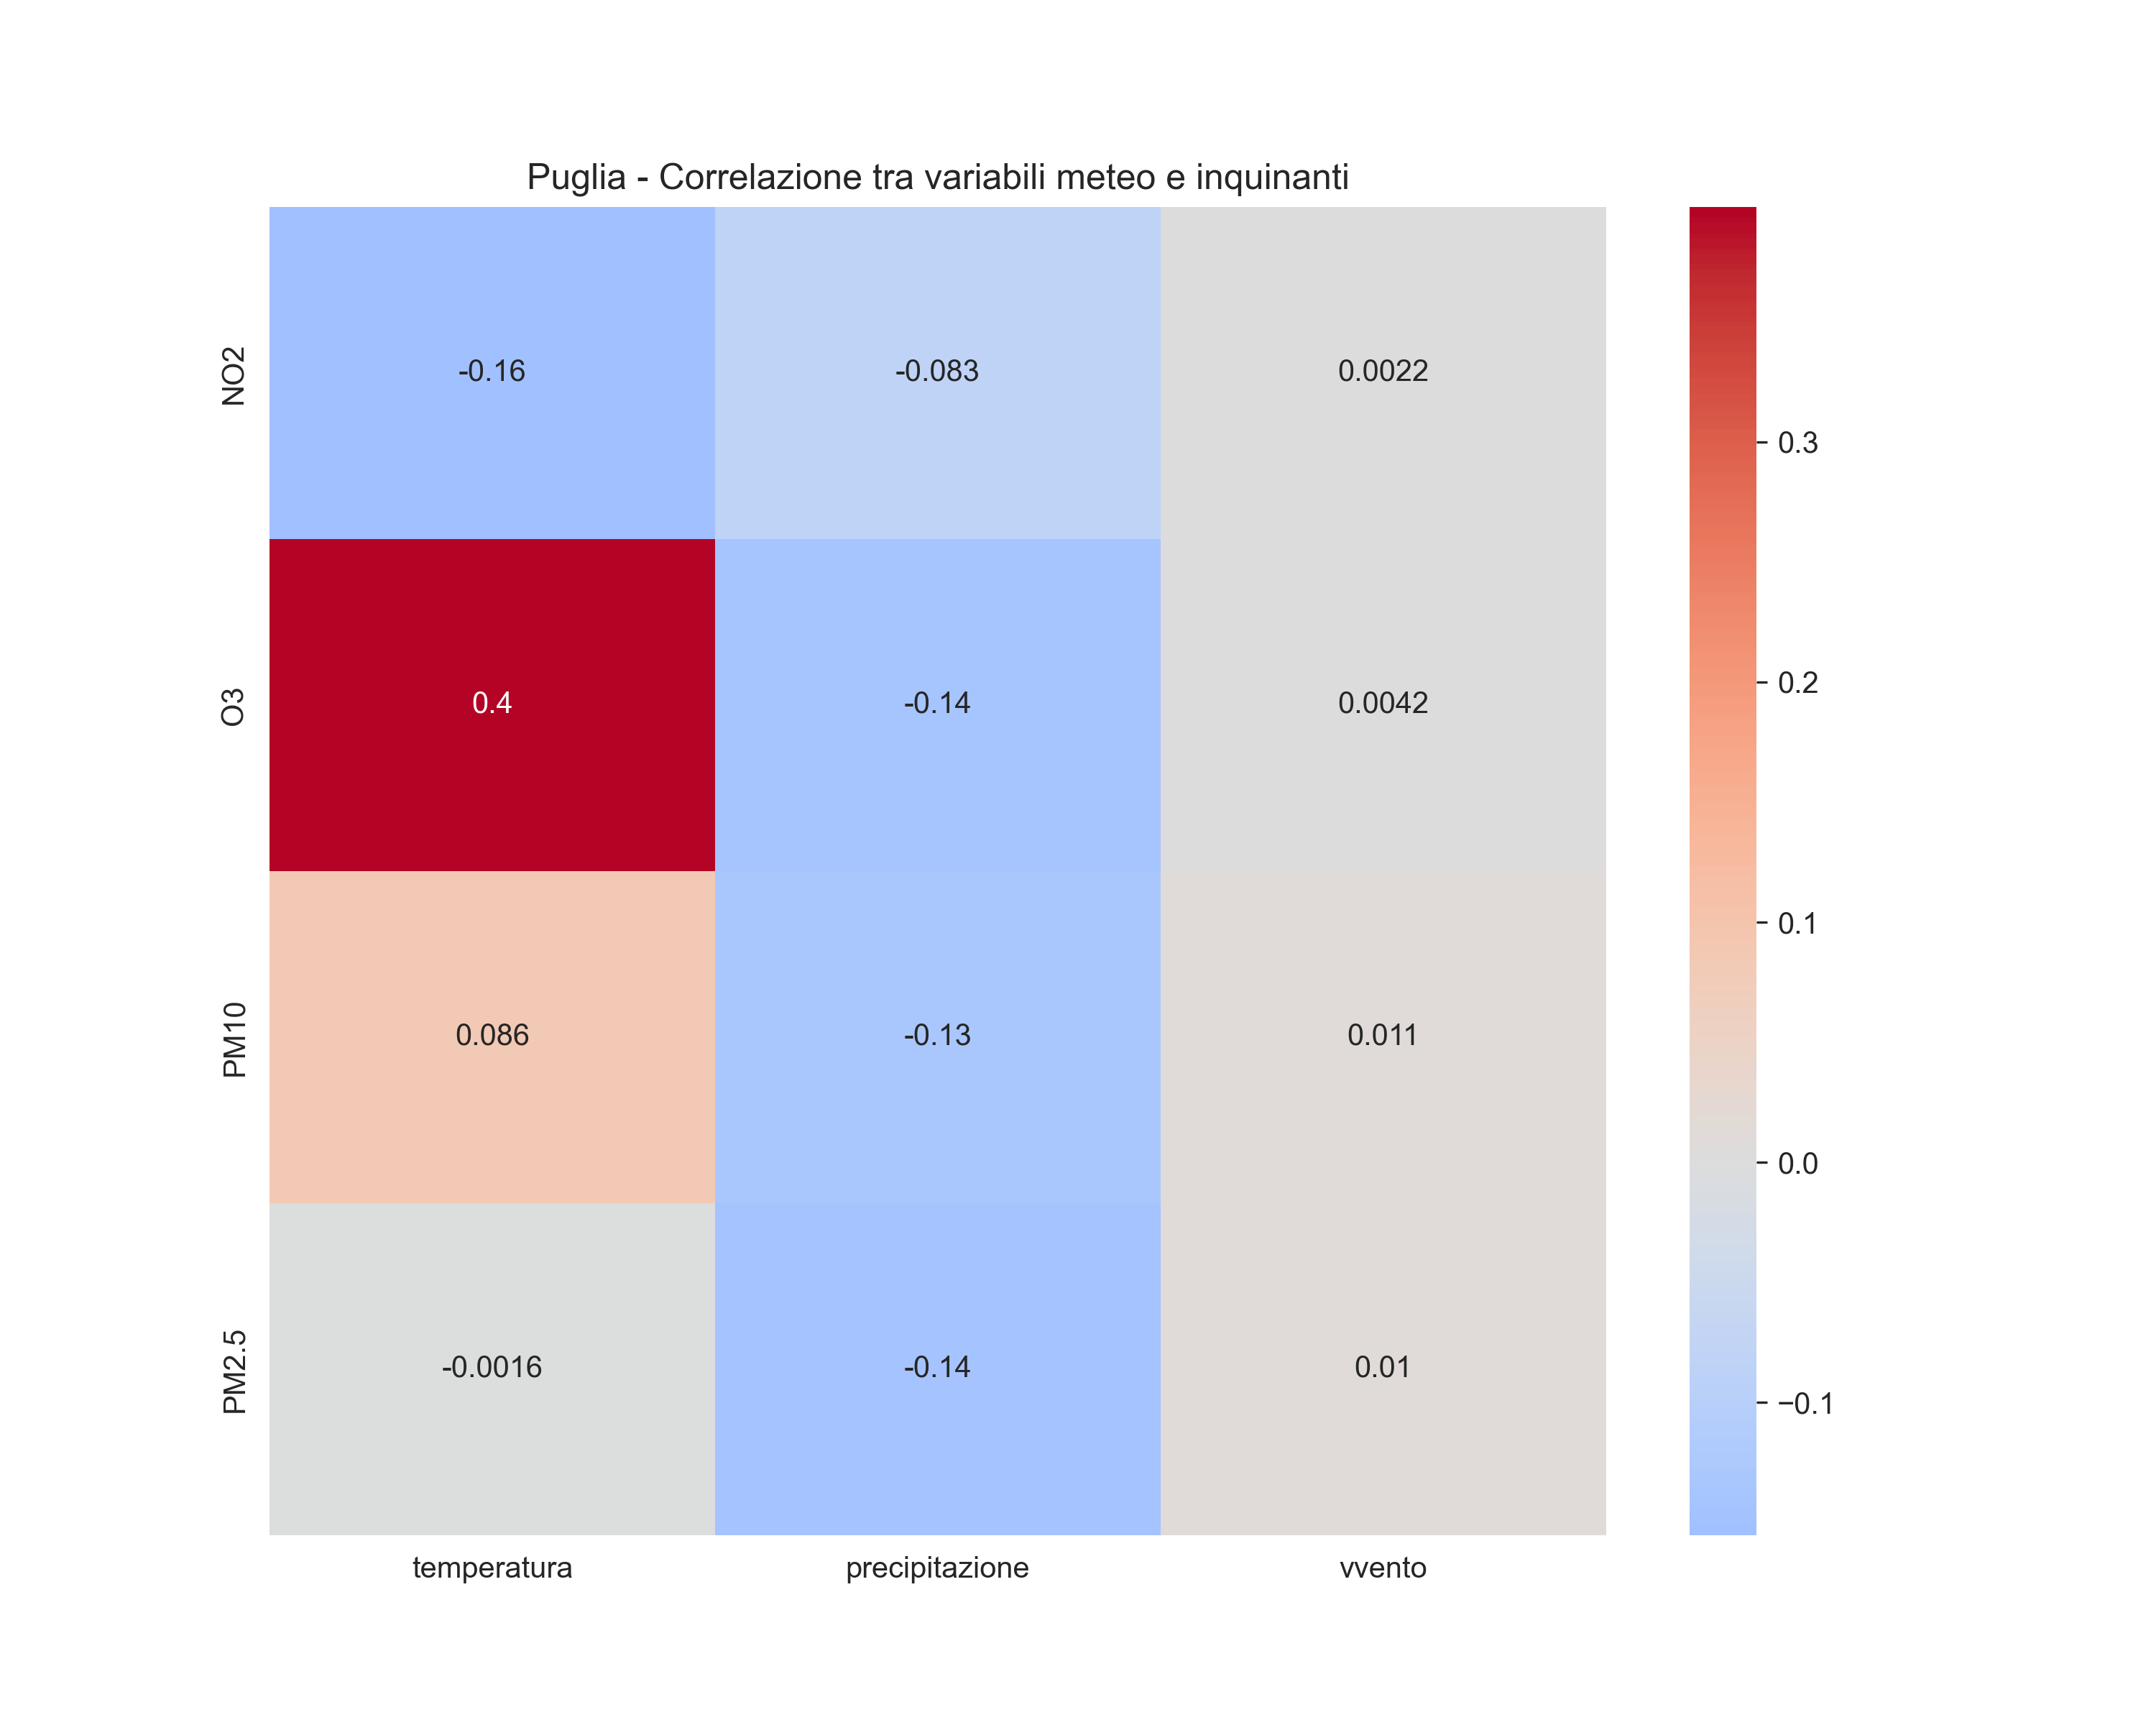 Puglia - Correlazione tra variabili meteo e inquinanti
NO2
-0.16
-0.083
0.0022
O3
0.4
-0.14
0.0042
PM10
0.086
-0.13
0.011
PM2.5
-0.0016
-0.14
0.01
temperatura
precipitazione
vvento
0.3
0.2
0.1
0.0
−0.1